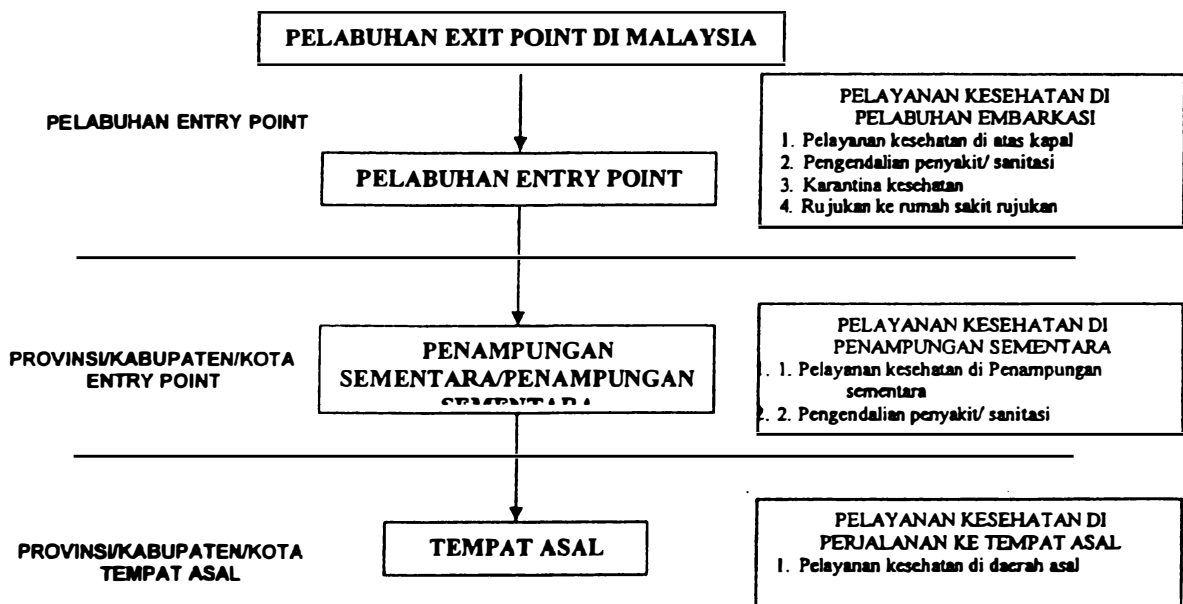 PELABUHAN EXIT POINT DI MALAYSIA
PELABUHAN ENTRY POINT
PELABUHAN ENTRY POINT
PELAYANAN KESEHATAN DI
PELABUHAN EMBARKASI
1. Pelayanan kesehatan di atas kapal
2. Pengendalian penyakit/ sanitasi
3. Karantina kesehatan
4. Rujukan ke rumah sakit rujukan
PROVINSI/KABUPATEN/KOTA
ENTRY POINT
PENAMPUNGAN
SEMENTARA/PENAMPUNGAN
SEMENTARA
PELAYANAN KESEHATAN DI
PENAMPUNGAN SEMENTARA
1. 1. Pelayanan kesehatan di Penampungan
sementara
2. 2. Pengendalian penyakit/ sanitasi
PROVINSI/KABUPATEN/KOTA
TEMPAT ASAL
TEMPAT ASAL
PELAYANAN KESEHATAN DI
PERJALANAN KE TEMPAT ASAL
1. Pelayanan kesehatan di daerah asal